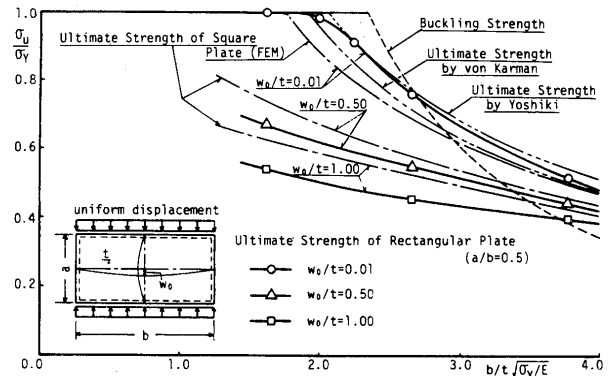 σu
σY
1.0
0.8
0.6
0.4
0.2
0.0
1.0
2.0
3.0
4.0
b/t √σY/E
Buckling Strength
Ultimate Strength of Square
Plate (FEM)
Ultimate Strength
by von Karman
Ultimate Strength
by Yoshiki
w0/t=0.01
w0/t=0.50
w0/t=1.00
uniform displacement
a
t
w0
b
Ultimate Strength of Rectangular Plate
(a/b=0.5)
w0/t=0.01
w0/t=0.50
w0/t=1.00